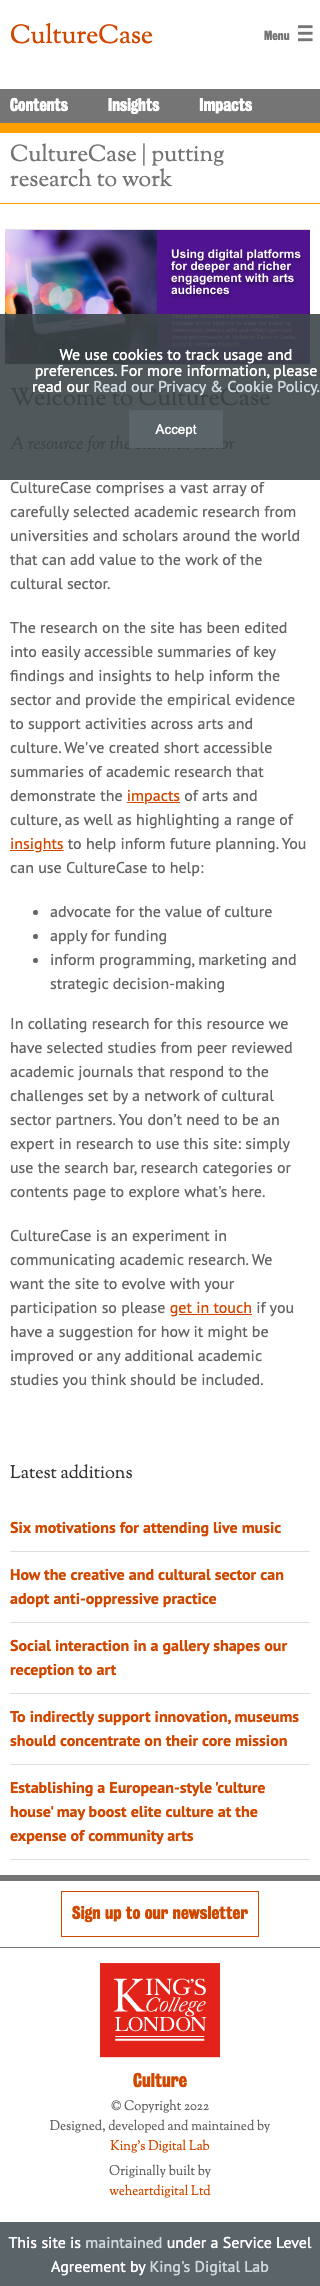 CultureCase
Menu
Contents Insights Impacts
CultureCase | putting
research to work
Using digital platforms
for deeper and richer
engagement with arts
audiences
We use cookies to track usage and
preferences. For more information, please
read our Read our Privacy & Cookie Policy.
Welcome to CultureCase
Accept
A resource for the cultural sector
CultureCase comprises a vast array of
carefully selected academic research from
universities and scholars around the world
that can add value to the work of the
cultural sector.
The research on the site has been edited
into easily accessible summaries of key
findings and insights to help inform the
sector and provide the empirical evidence
to support activities across arts and
culture. We've created short accessible
summaries of academic research that
demonstrate the impacts of arts and
culture, as well as highlighting a range of
insights to help inform future planning. You
can use CultureCase to help:
• advocate for the value of culture
• apply for funding
• inform programming, marketing and
strategic decision-making
In collating research for this resource we
have selected studies from peer reviewed
academic journals that respond to the
challenges set by a network of cultural
sector partners. You don't need to be an
expert in research to use this site: simply
use the search bar, research categories or
contents page to explore what's here.
CultureCase is an experiment in
communicating academic research. We
want the site to evolve with your
participation so please get in touch if you
have a suggestion for how it might be
improved or any additional academic
studies you think should be included.
Latest additions
Six motivations for attending live music
How the creative and cultural sector can
adopt anti-oppressive practice
Social interaction in a gallery shapes our
reception to art
To indirectly support innovation, museums
should concentrate on their core mission
Establishing a European-style 'culture
house' may boost elite culture at the
expense of community arts
Sign up to our newsletter
KING'S
College
LONDON
Culture
© Copyright 2022
Designed, developed and maintained by
King's Digital Lab
Originally built by
weheartdigital Ltd
This site is maintained under a Service Level
Agreement by King's Digital Lab